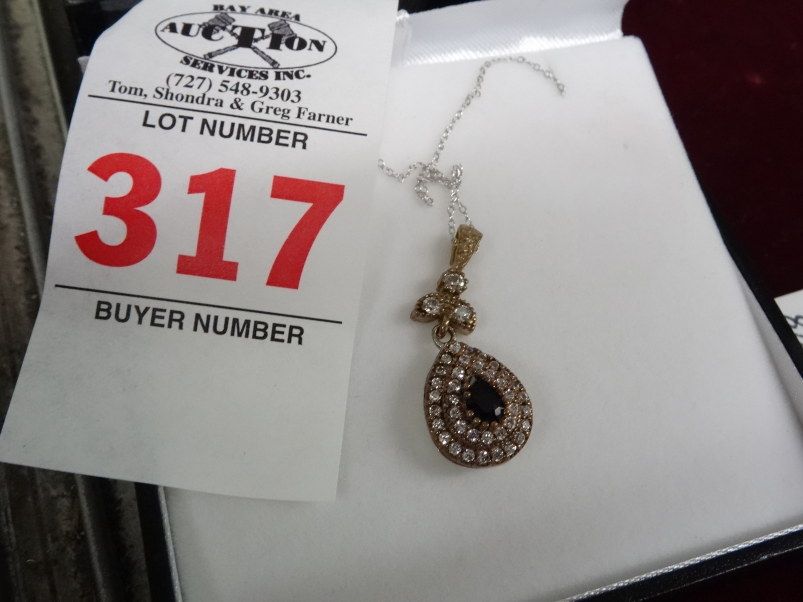 BAY AREA
AUCTION
SERVICES INC.
(727) 548-9303
Tom, Shondra & Greg Farner
LOT NUMBER
317
BUYER NUMBER